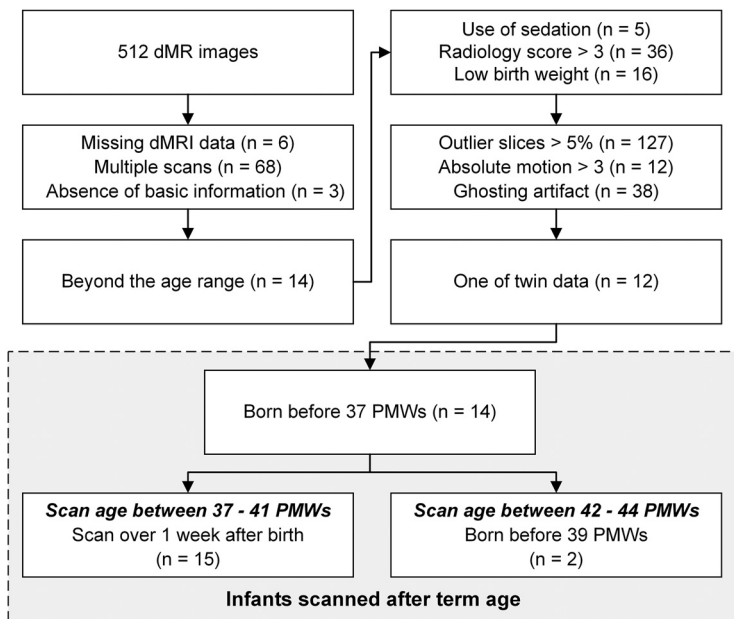 512 dMR images
Missing dMRI data (n = 6)
Multiple scans (n = 68)
Absence of basic information (n = 3)
Beyond the age range (n = 14)
Use of sedation (n = 5)
Radiology score > 3 (n = 36)
Low birth weight (n = 16)
Outlier slices > 5% (n = 127)
Absolute motion > 3 (n = 12)
Ghosting artifact (n = 38)
One of twin data (n = 12)
Born before 37 PMWs (n = 14)
Scan age between 37 - 41 PMWs
Scan over 1 week after birth
(n = 15)
Scan age between 42 - 44 PMWs
Born before 39 PMWs
(n = 2)
Infants scanned after term age